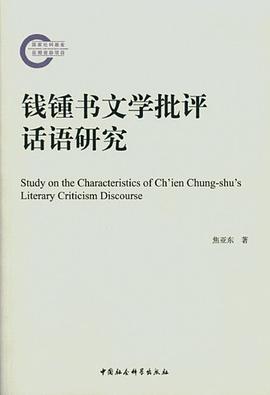 国家社科基金
后期资助项目
钱锺书文学批评
话语研究
Study on the Characteristics of Ch'ien Chung-shu's
Literary Criticism Discourse
焦亚东 著
中国社会科学出版社